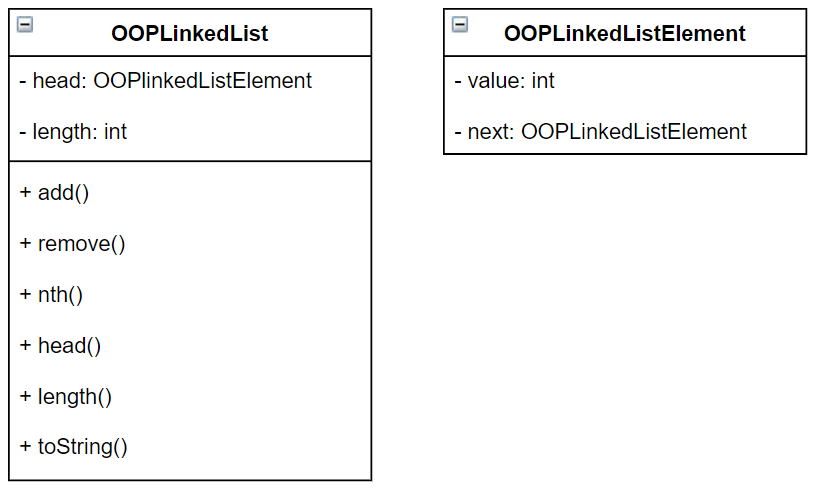 OOPLinkedList
- head: OOPlinkedListElement
- length: int
+ add()
+ remove()
+ nth()
+ head()
+ length()
+ toString()
OOPLinkedListElement
- value: int
- next: OOPLinkedListElement